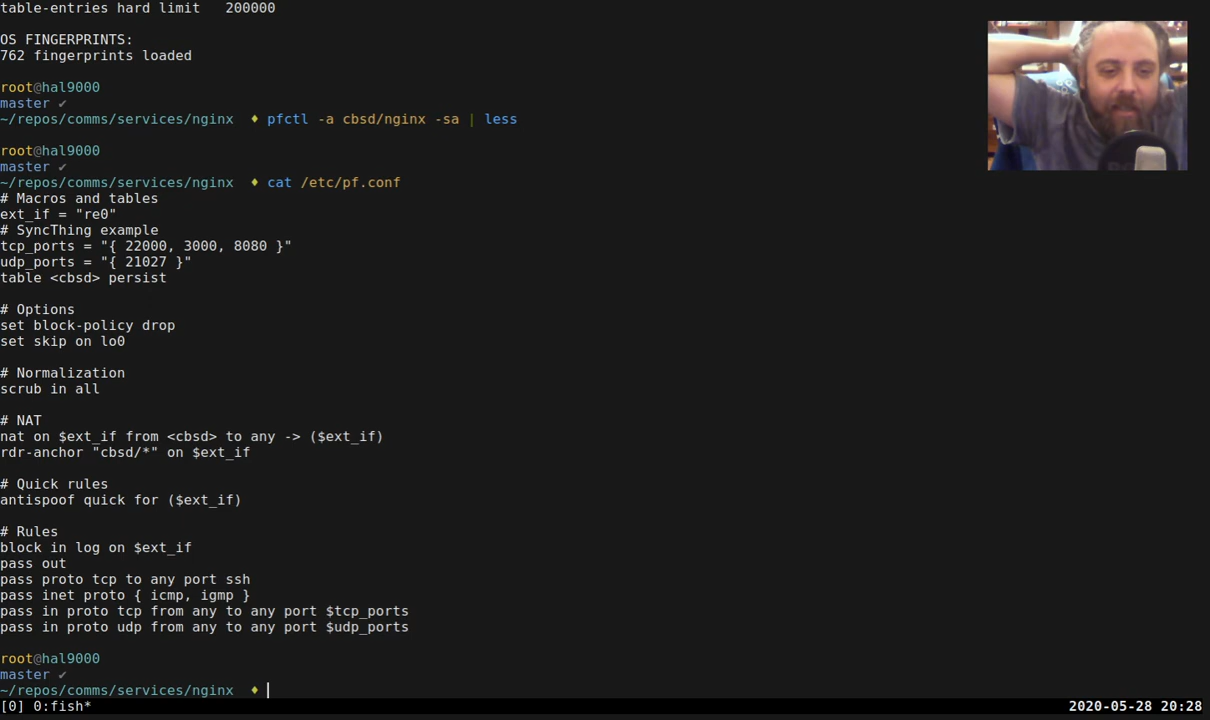 table-entries hard limit   200000
OS FINGERPRINTS:
762 fingerprints loaded
root@hal9000
master ✔
~/repos/comms/services/nginx  ♦ pfctl -a cbsd/nginx -sa | less
root@hal9000
master ✔
~/repos/comms/services/nginx  ♦ cat /etc/pf.conf
# Macros and tables
ext_if = "re0"
# SyncThing example
tcp_ports = "{ 22000, 3000, 8080 }"
udp_ports = "{ 21027 }"
table <cbsd> persist
# Options
set block-policy drop
set skip on lo0
# Normalization
scrub in all
# NAT
nat on $ext_if from <cbsd> to any -> ($ext_if)
rdr-anchor "cbsd/*" on $ext_if
# Quick rules
antispoof quick for ($ext_if)
# Rules
block in log on $ext_if
pass out
pass proto tcp to any port ssh
pass inet proto { icmp, igmp }
pass in proto tcp from any to any port $tcp_ports
pass in proto udp from any to any port $udp_ports
root@hal9000
master ✔
~/repos/comms/services/nginx  ♦
[0] 0:fish* 2020-05-28 20:28